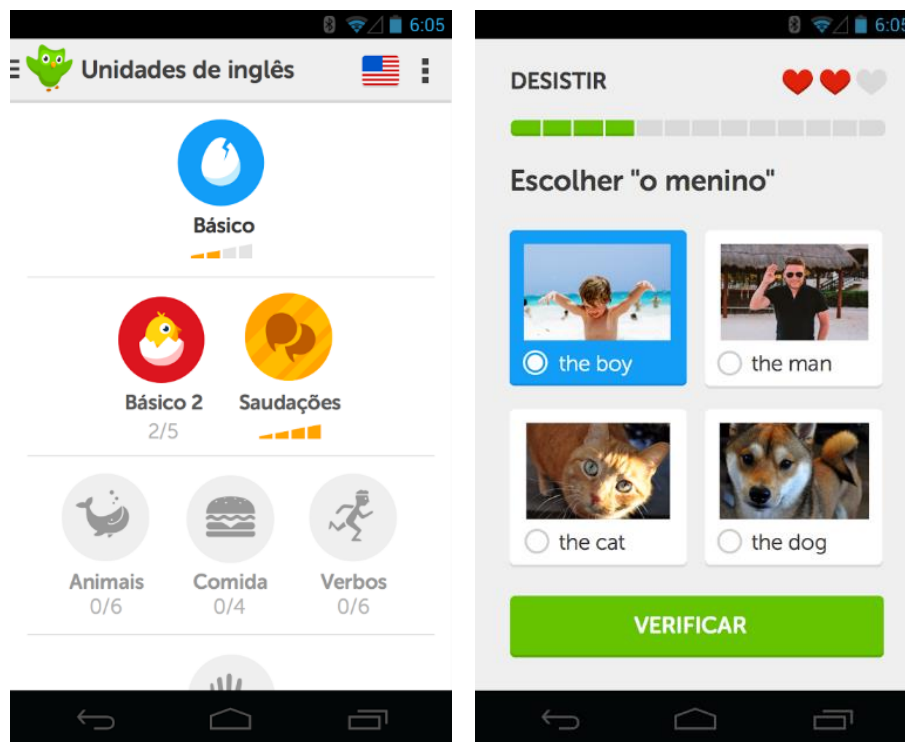 6:05
Unidades de inglês
Básico
Básico 2 Saudações
2/5
Animais Comida Verbos
0/6 0/4 0/6
6:05
DESISTIR
Escolher "o menino"
the boy the man
the cat the dog
VERIFICAR